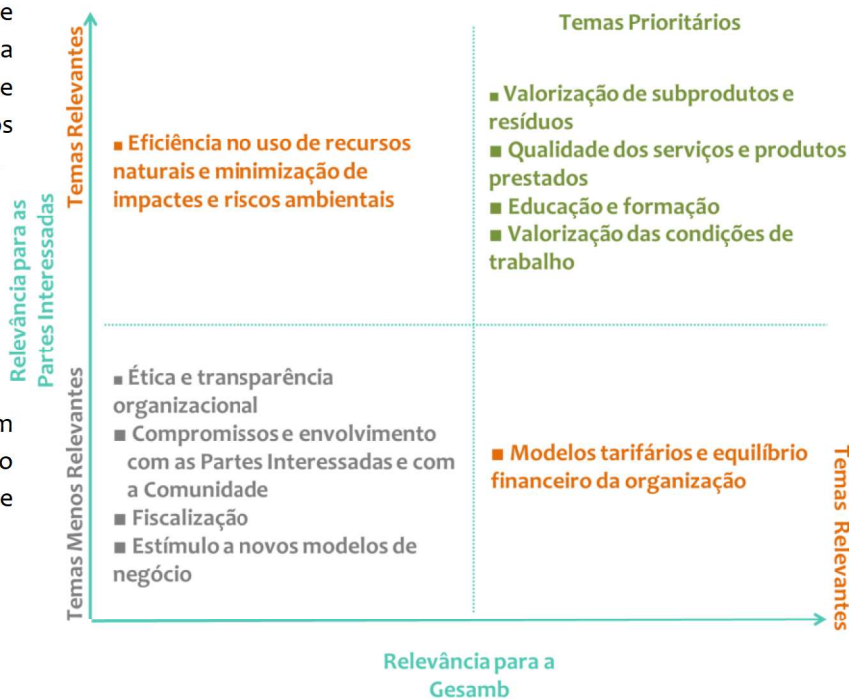 e
a
e
os
m
o
e
Temas Prioritários
Temas Relevantes
Relevância para as
Partes Interessadas
■ Eficiência no uso de recursos
naturais e minimização de
impactes e riscos ambientais
■ Valorização de subprodutos e
resíduos
■ Qualidade dos serviços e produtos
prestados
■ Educação e formação
■ Valorização das condições de
trabalho
Temas Menos Relevantes
■ Ética e transparência
organizacional
■ Compromissos e envolvimento
com as Partes Interessadas e com
a Comunidade
■ Fiscalização
■ Estímulo a novos modelos de
negócio
■ Modelos tarifários e equilíbrio
financeiro da organização
Temas Relevantes
Relevância para a
Gesamb